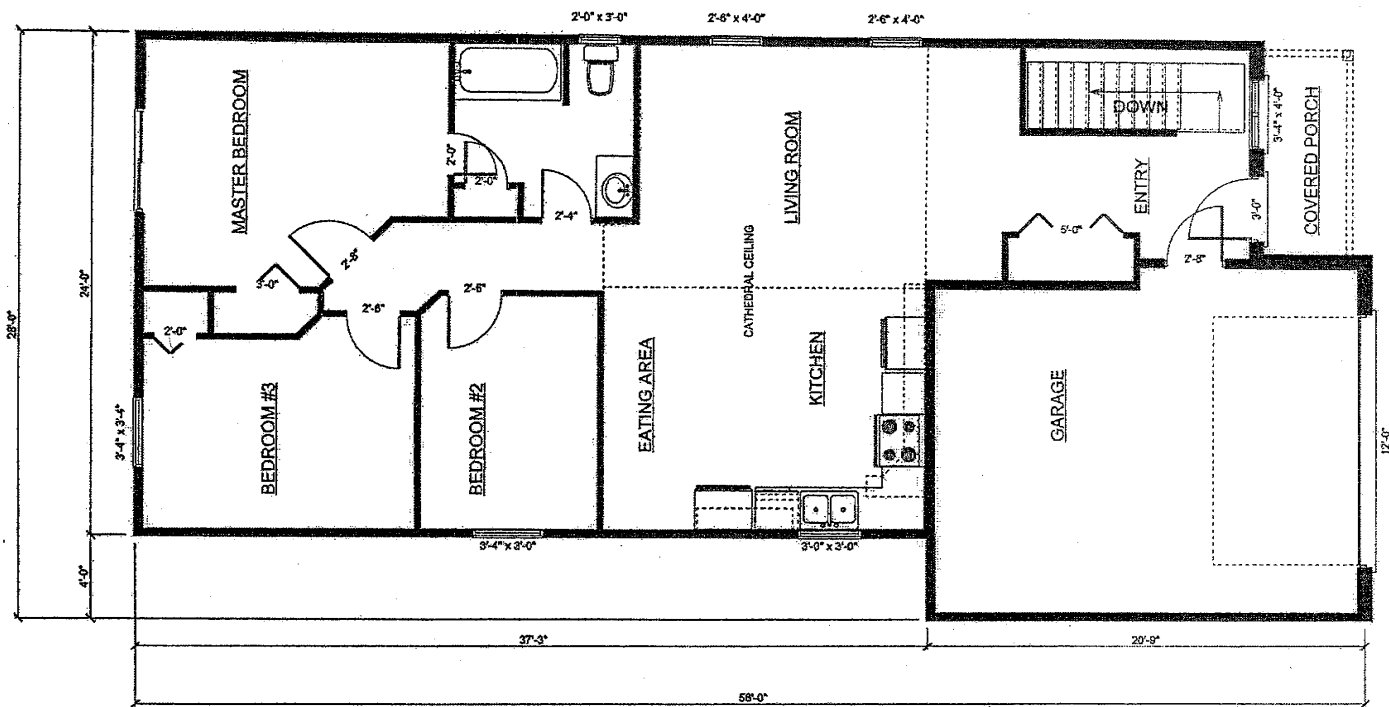 2'-0" x 3'-0"
2'-6" x 4'-0"
2'-6" x 4'-0"
MASTER BEDROOM
2'-0"
2'-0"
2'-4"
LIVING ROOM
DOWN
3'-4" x 4'-0"
COVERED PORCH
ENTRY
3'-0"
5'-0"
2'-8"
24'-0"
28'-0"
3'-0"
2'-6"
2'-6"
2'-0"
CATHEDRAL CEILING
EATING AREA
KITCHEN
GARAGE
BEDROOM #3
BEDROOM #2
3'-4" x 3'-4"
12'-0"
3'-4" x 3'-0"
3'-0" x 3'-0"
4'-0"
37'-3"
20'-9"
58'-0"